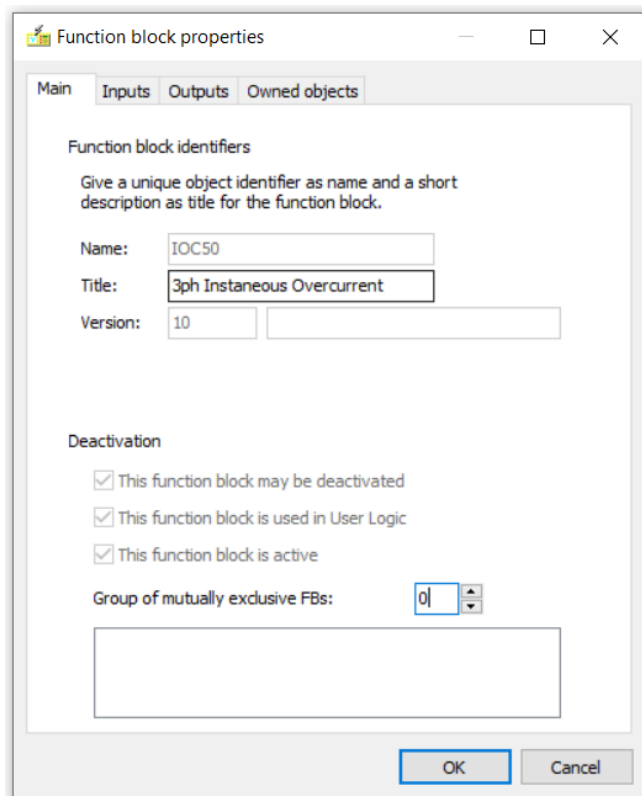 Function block properties
Main Inputs Outputs Owned objects
Function block identifiers
Give a unique object identifier as name and a short
description as title for the function block.
Name: IOC50
Title: 3ph Instaneous Overcurrent
Version: 10
Deactivation
This function block may be deactivated
This function block is used in User Logic
This function block is active
Group of mutually exclusive FBs: 0
OK Cancel